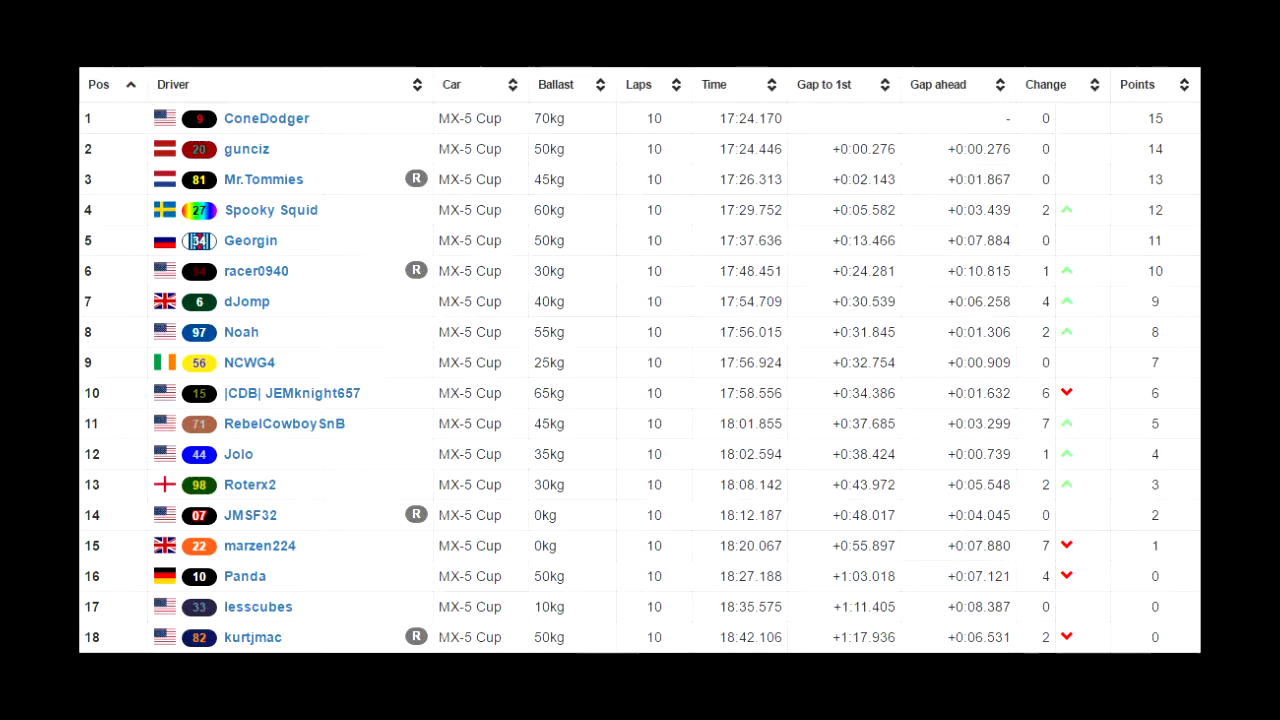 Pos Driver Car Ballast Laps Time Gap to 1st Gap ahead Change Points
1 9 ConeDodger MX-5 Cup 70kg 10 17:24.170 - 0 15
2 20 gunciz MX-5 Cup 50kg 10 17:24.446 +0:00.276 +0:00.276 0 14
3 81 Mr.Tommies R MX-5 Cup 45kg 10 17:26.313 +0:02.143 +0:01.867 0 13
4 27 Spooky Squid MX-5 Cup 60kg 10 17:29.752 +0:05.582 +0:03.439 2 12
5 34 Georgin MX-5 Cup 50kg 10 17:37.636 +0:13.466 +0:07.884 0 11
6 94 racer0940 R MX-5 Cup 30kg 10 17:48.451 +0:24.281 +0:10.815 1 10
7 6 dJomp MX-5 Cup 40kg 10 17:54.709 +0:30.539 +0:06.258 4 9
8 97 Noah MX-5 Cup 55kg 10 17:56.015 +0:31.845 +0:01.306 2 8
9 56 NCWG4 MX-5 Cup 25kg 10 17:56.924 +0:32.754 +0:00.909 0 7
10 15 |CDB| JEMknight657 MX-5 Cup 65kg 10 17:58.556 +0:34.386 +0:01.632 6 6
11 71 RebelCowboySnB MX-5 Cup 45kg 10 18:01.855 +0:37.685 +0:03.299 7 5
12 44 Jolo MX-5 Cup 35kg 10 18:02.594 +0:38.424 +0:00.739 1 4
13 98 Roterx2 MX-5 Cup 30kg 10 18:08.142 +0:43.972 +0:05.548 2 3
14 07 JMSF32 R MX-5 Cup 0kg 10 18:12.187 +0:48.017 +0:04.045 0 2
15 22 marzen224 MX-5 Cup 0kg 10 18:20.067 +0:55.897 +0:07.880 7 1
16 10 Panda MX-5 Cup 50kg 10 18:27.188 +1:03.018 +0:07.121 4 0
17 33 lesscubes MX-5 Cup 10kg 10 18:35.575 +1:11.405 +0:08.387 0 0
18 82 kurtjmac R MX-5 Cup 50kg 10 18:42.106 +1:17.936 +0:06.531 2 0